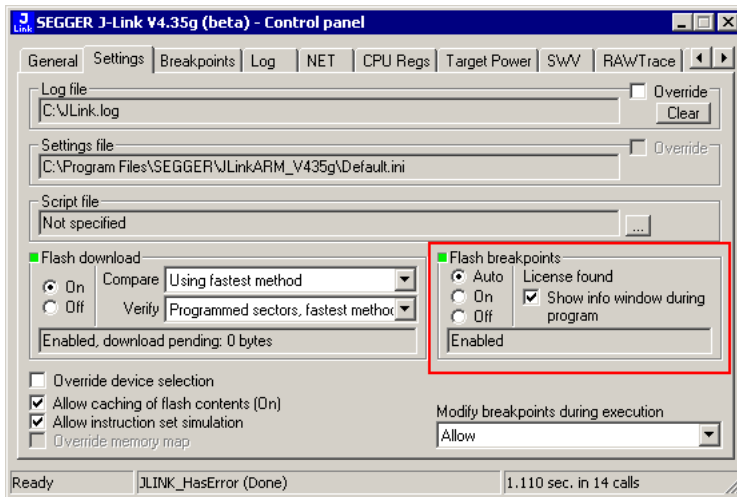 J Link SEGGER J-Link V4.35g (beta) - Control panel
General Settings Breakpoints Log NET CPU Regs Target Power SWV RAWTrace
Log file
Override
C:\JLink.log
Clear
Settings file
Override
C:\Program Files\SEGGER\JLinkARM_V435g\Default.ini
Script file
Not specified
...
Flash download
On
Off
Compare Using fastest method
Verify Programmed sectors, fastest method
Enabled, download pending: 0 bytes
Flash breakpoints
Auto
On
Off
License found
Show info window during
program
Enabled
Override device selection
Allow caching of flash contents (On)
Allow instruction set simulation
Override memory map
Modify breakpoints during execution
Allow
Ready JLINK_HasError (Done) 1.110 sec. in 14 calls